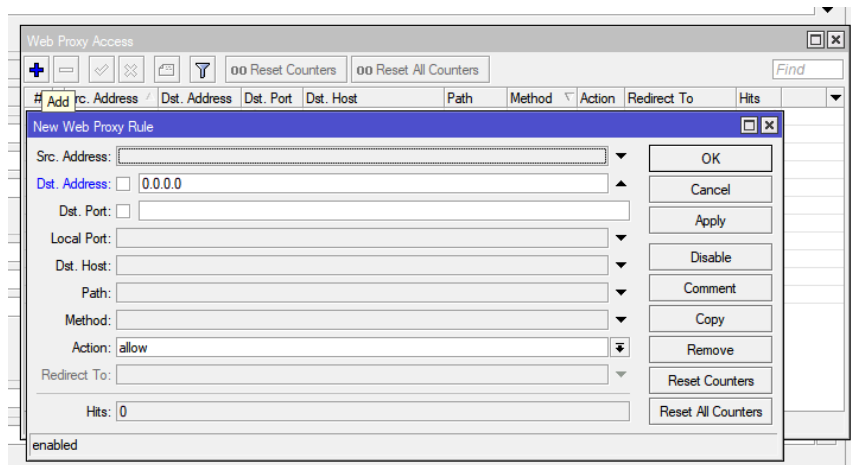 Web Proxy Access
00 Reset Counters 00 Reset All Counters Find
# Add rc. Address Dst. Address Dst. Port Dst. Host Path Method Action Redirect To Hits
New Web Proxy Rule
Src. Address: OK
Dst. Address: 0.0.0.0 Cancel
Dst. Port: Apply
Local Port:
Dst. Host: Disable
Path: Comment
Method: Copy
Action: allow Remove
Redirect To: Reset Counters
Hits: 0 Reset All Counters
enabled